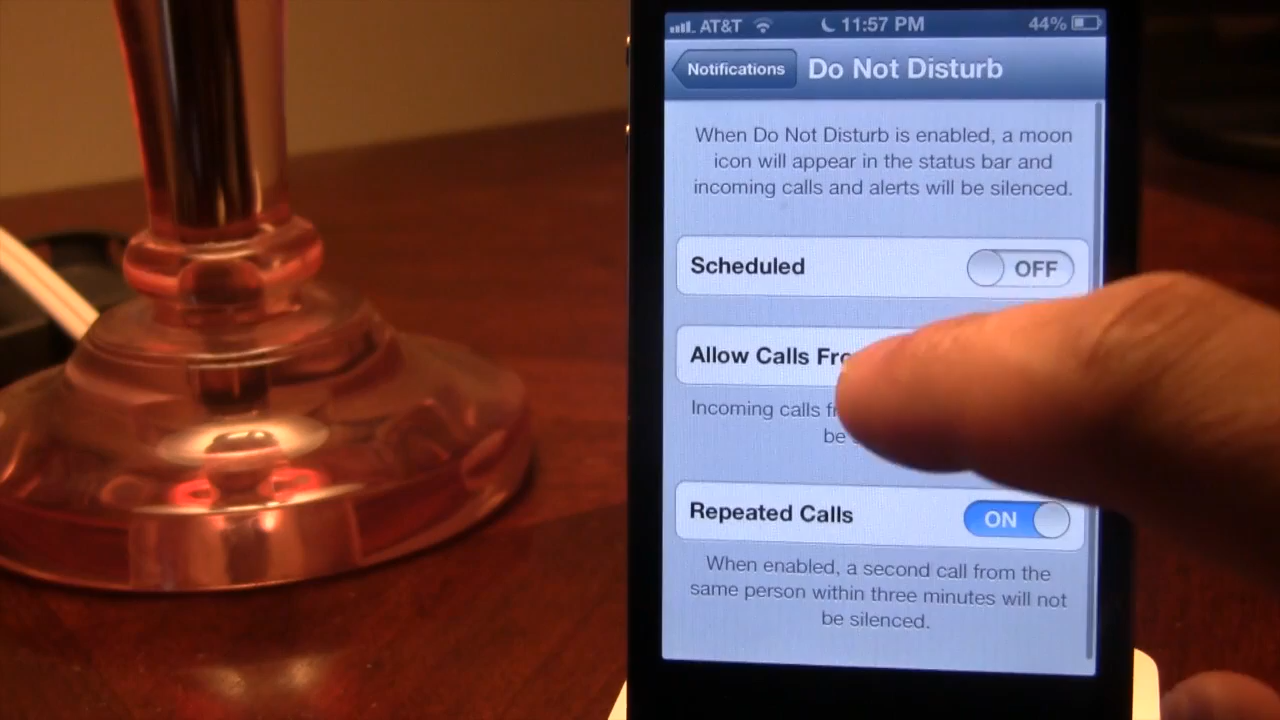 AT&T 11:57 PM 44%
Notifications Do Not Disturb
When Do Not Disturb is enabled, a moon
icon will appear in the status bar and
incoming calls and alerts will be silenced.
Scheduled OFF
Allow Calls
Incoming calls
be
Repeated Calls ON
When enabled, a second call from the
same person within three minutes will not
be silenced.